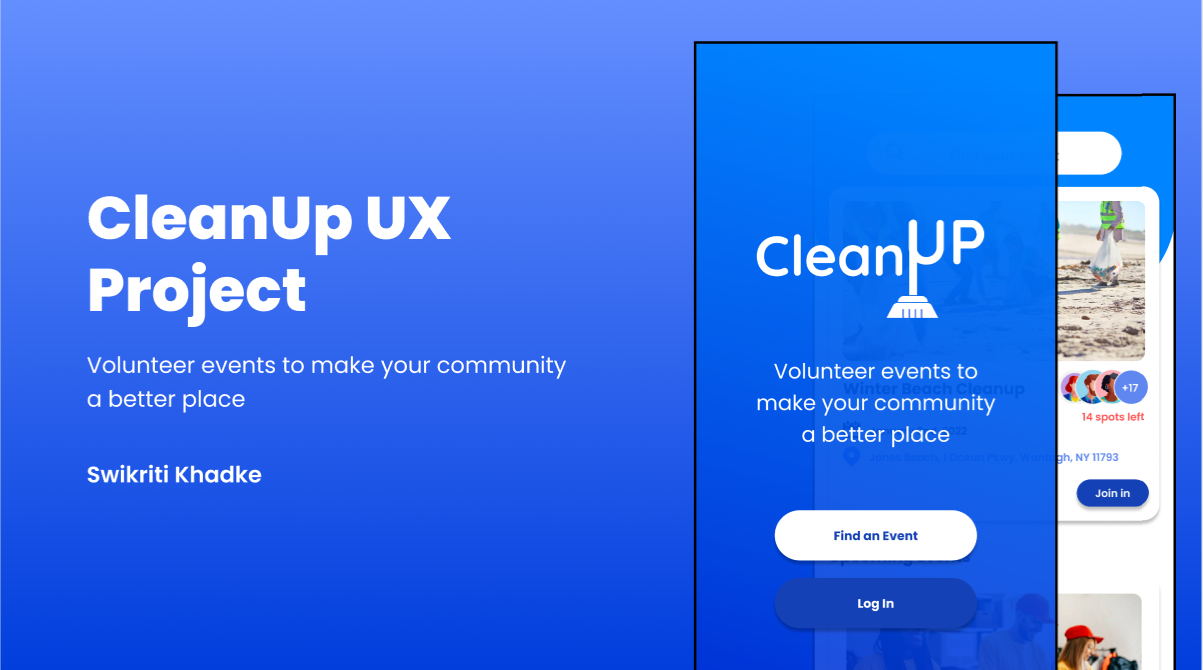 CleanUp UX
Project
Volunteer events to make your community
a better place
Swikriti Khadke
CleanUP
Volunteer events to
make your community
a better place
Find an Event
Log In
Winter Beach Cleanup
+17
14 spots left
2022
Jones Beach, 1 Ocean Pkwy, Wantagh, NY 11793
Join in